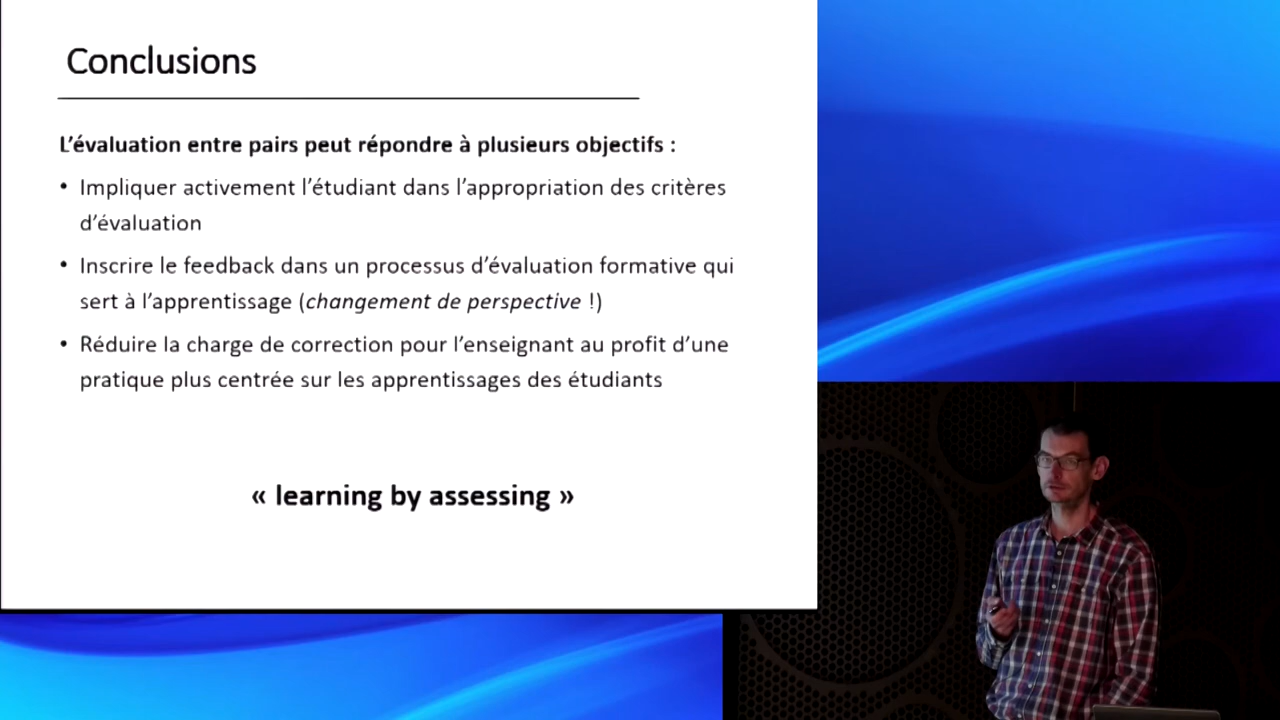 Conclusions
L’évaluation entre pairs peut répondre à plusieurs objectifs :
• Impliquer activement l’étudiant dans l’appropriation des critères
d’évaluation
• Inscrire le feedback dans un processus d’évaluation formative qui
sert à l’apprentissage (changement de perspective !)
• Réduire la charge de correction pour l’enseignant au profit d’une
pratique plus centrée sur les apprentissages des étudiants
« learning by assessing »